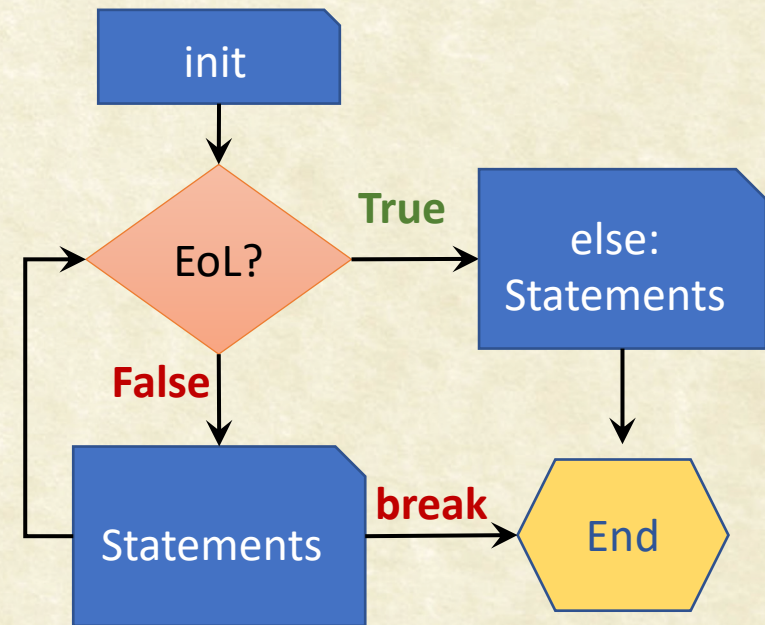 init
True
EoL?
else:
Statements
False
break
Statements
End